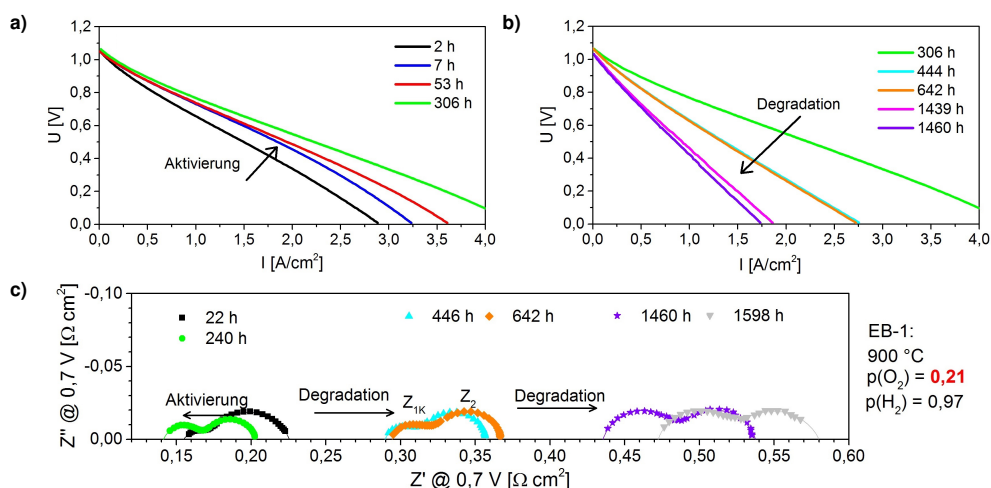 a)
1,2
1,0
0,8
0,6
0,4
0,2
0,0
U [V]
2 h
7 h
53 h
306 h
Aktivierung
0,0 0,5 1,0 1,5 2,0 2,5 3,0 3,5 4,0
I [A/cm²]
b)
1,2
1,0
0,8
0,6
0,4
0,2
0,0
U [V]
306 h
444 h
642 h
1439 h
1460 h
Degradation
0,0 0,5 1,0 1,5 2,0 2,5 3,0 3,5 4,0
I [A/cm²]
c)
-0,10
-0,05
0,00
Z'' @ 0,7 V [Ω cm²]
22 h 446 h 642 h 1460 h 1598 h
240 h
Aktivierung Degradation Z1K Z2 Degradation
0,15 0,20 0,25 0,30 0,35 0,40 0,45 0,50 0,55 0,60
Z' @ 0,7 V [Ω cm²]
EB-1:
900 °C
p(O₂) = 0,21
p(H₂) = 0,97